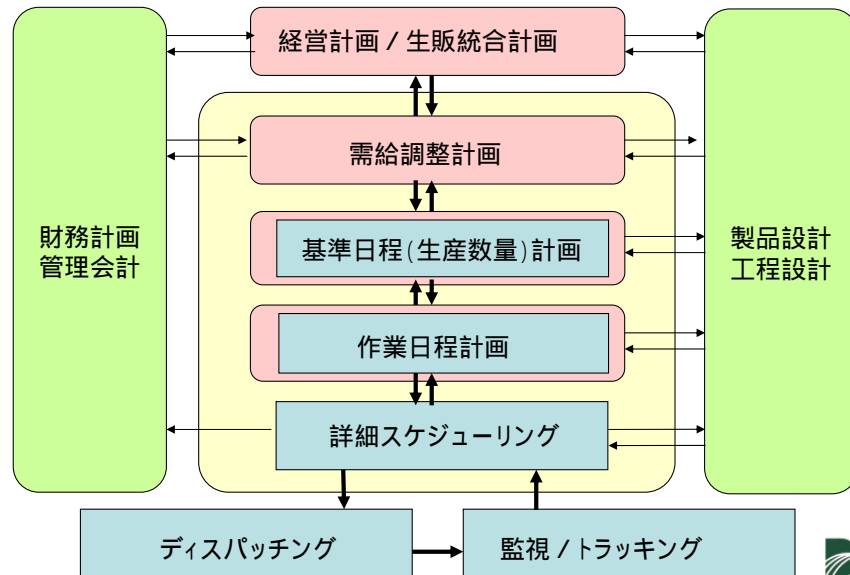 経営計画 / 生販統合計画
需給調整計画
財務計画
管理会計
基準日程(生産数量)計画
製品設計
工程設計
作業日程計画
詳細スケジューリング
ディスパッチング
監視 / トラッキング